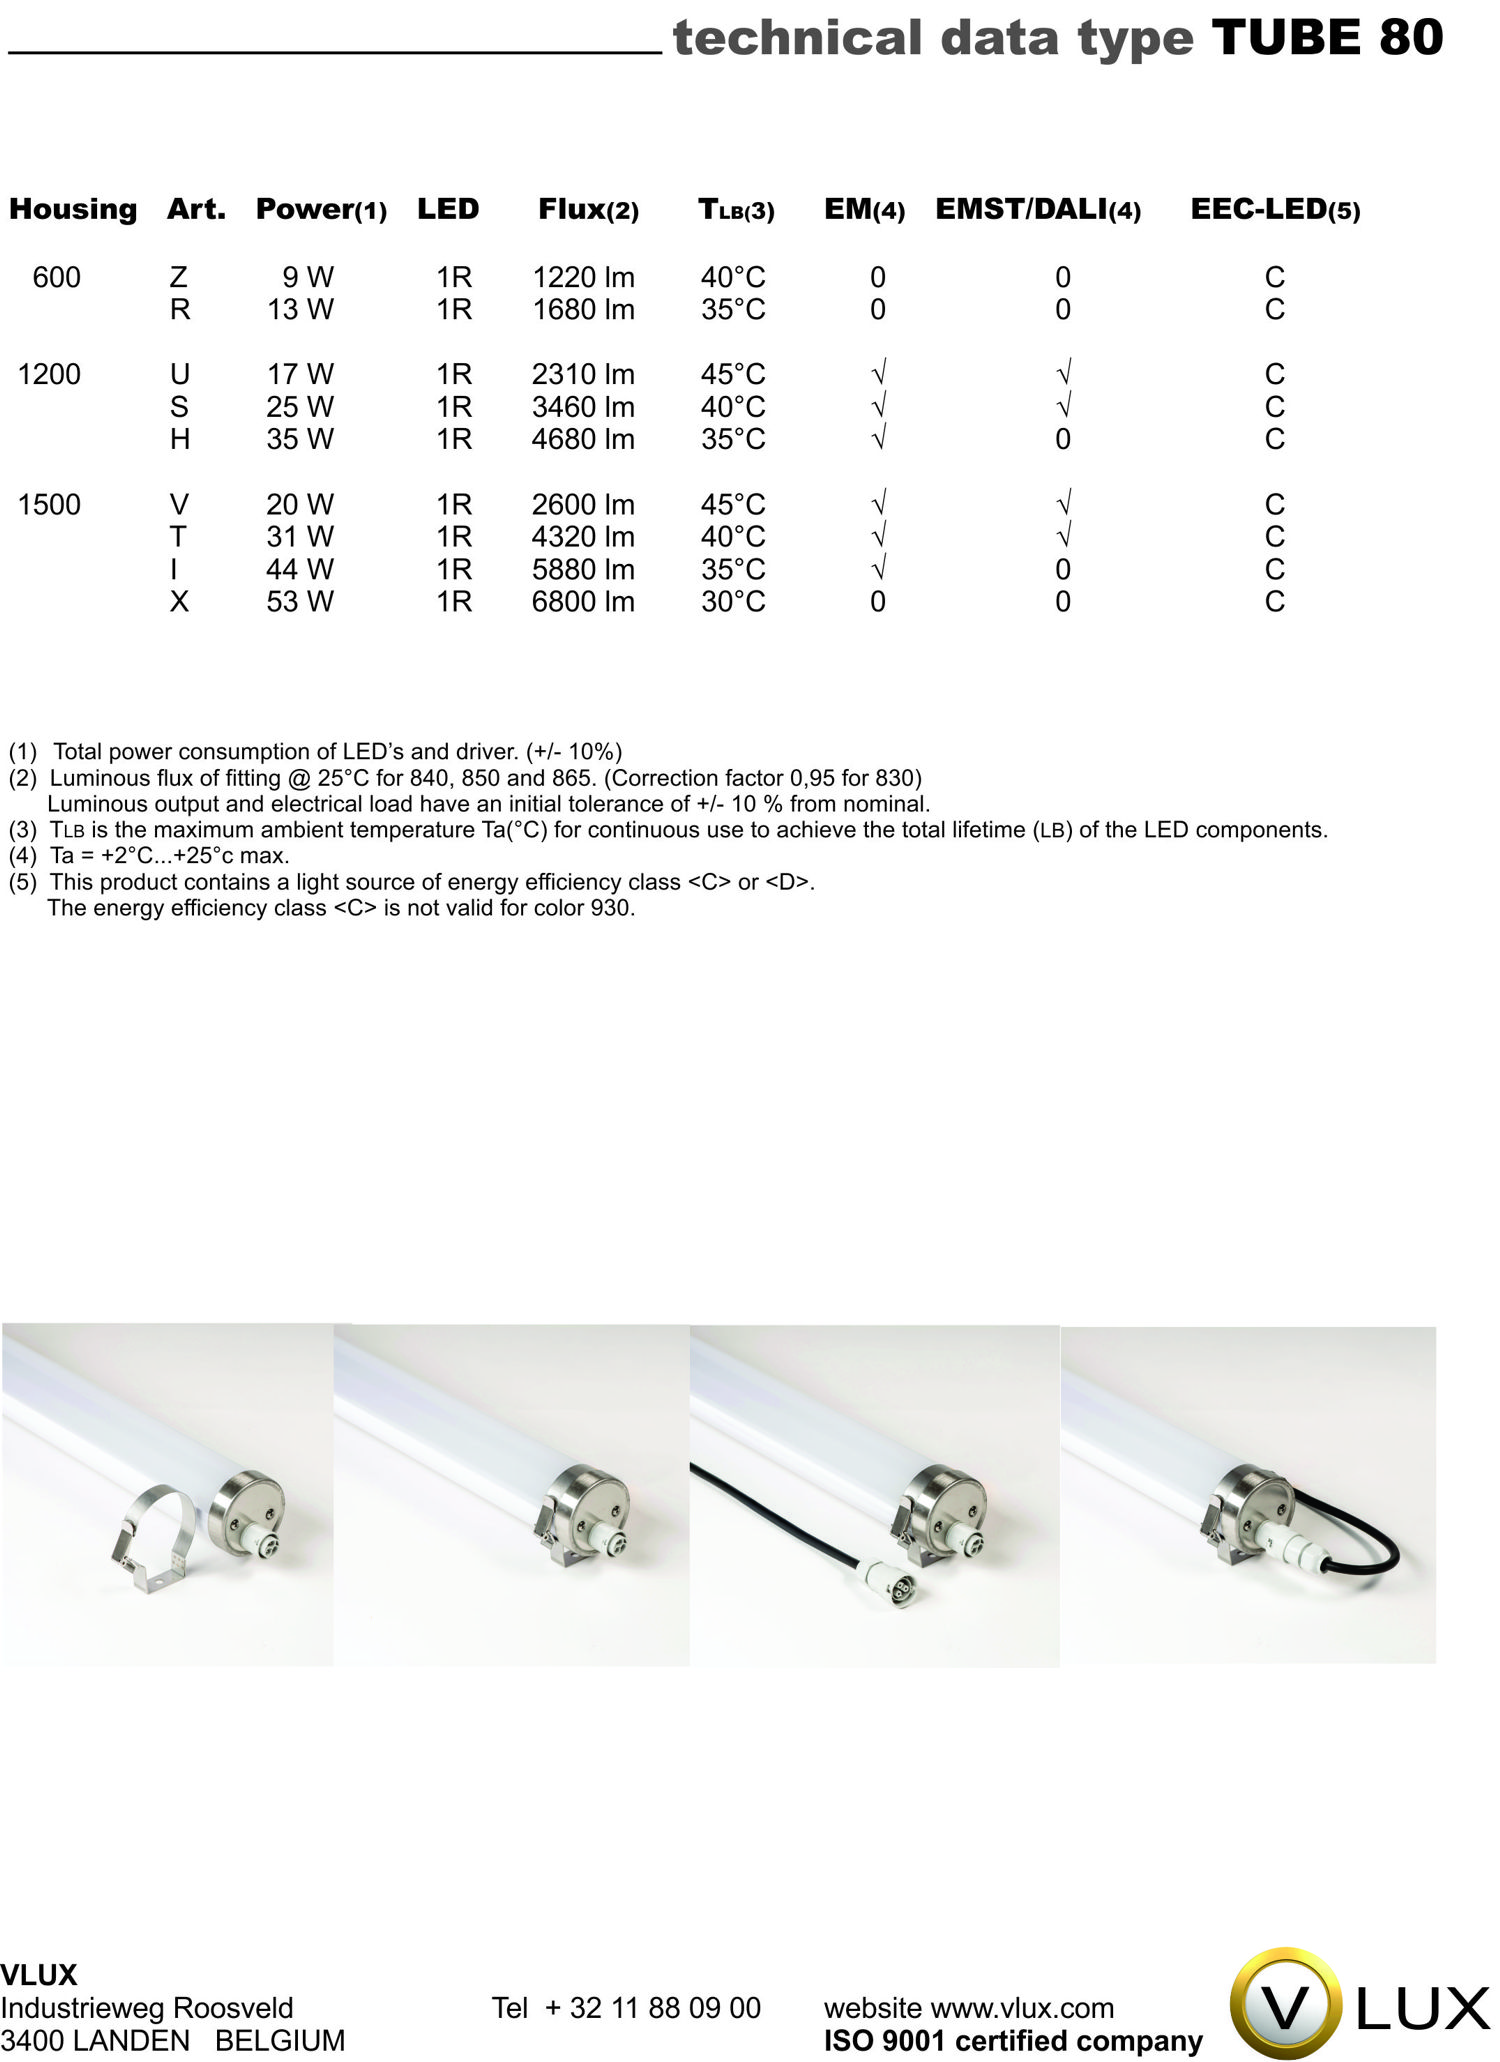 technical data type TUBE 80
Housing Art. Power(1) LED Flux(2) TLB(3) EM(4) EMST/DALI(4) EEC-LED(5)
600 Z 9 W 1R 1220 lm 40°C 0 0 C
R 13 W 1R 1680 lm 35°C 0 0 C
1200 U 17 W 1R 2310 lm 45°C √ √ C
S 25 W 1R 3460 lm 40°C √ √ C
H 35 W 1R 4680 lm 35°C √ 0 C
1500 V 20 W 1R 2600 lm 45°C √ √ C
T 31 W 1R 4320 lm 40°C √ √ C
I 44 W 1R 5880 lm 35°C √ 0 C
X 53 W 1R 6800 lm 30°C 0 0 C
(1) Total power consumption of LED’s and driver. (+/- 10%)
(2) Luminous flux of fitting @ 25°C for 840, 850 and 865. (Correction factor 0,95 for 830)
Luminous output and electrical load have an initial tolerance of +/- 10 % from nominal.
(3) TLB is the maximum ambient temperature Ta(°C) for continuous use to achieve the total lifetime (LB) of the LED components.
(4) Ta = +2°C...+25°c max.
(5) This product contains a light source of energy efficiency class <C> or <D>.
The energy efficiency class <C> is not valid for color 930.
VLUX
Industrieweg Roosveld Tel + 32 11 88 09 00 website www.vlux.com
3400 LANDEN BELGIUM ISO 9001 certified company
V LUX